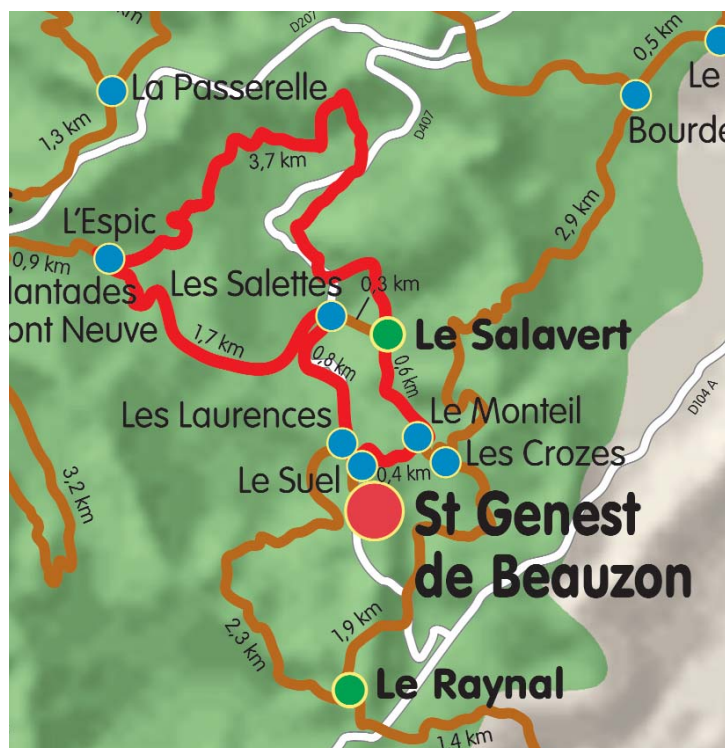 D207
0,5 km
Le
La Passerelle
D407
Bourde
1,3 km
3,7 km
2,9 km
L'Espic
0,9 km
Les Salettes
0,3 km
lantades
ont Neuve
1,7 km
Le Salavert
0,8 km
0,6 km
D104 A
Les Laurences
Le Monteil
Les Crozes
Le Suel
0,4 km
3,2 km
St Genest
de Beauzon
2,3 km
1,9 km
Le Raynal
1,4 km